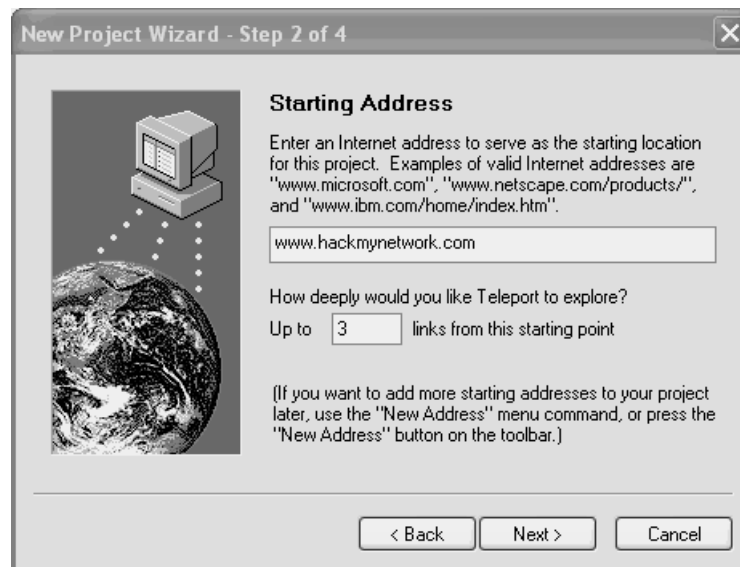 New Project Wizard - Step 2 of 4
Starting Address
Enter an Internet address to serve as the starting location
for this project. Examples of valid Internet addresses are
"www.microsoft.com", "www.netscape.com/products/",
and "www.ibm.com/home/index.htm".
www.hackmynetwork.com
How deeply would you like Teleport to explore?
Up to 3 links from this starting point
(If you want to add more starting addresses to your project
later, use the "New Address" menu command, or press the
"New Address" button on the toolbar.)
< Back Next > Cancel